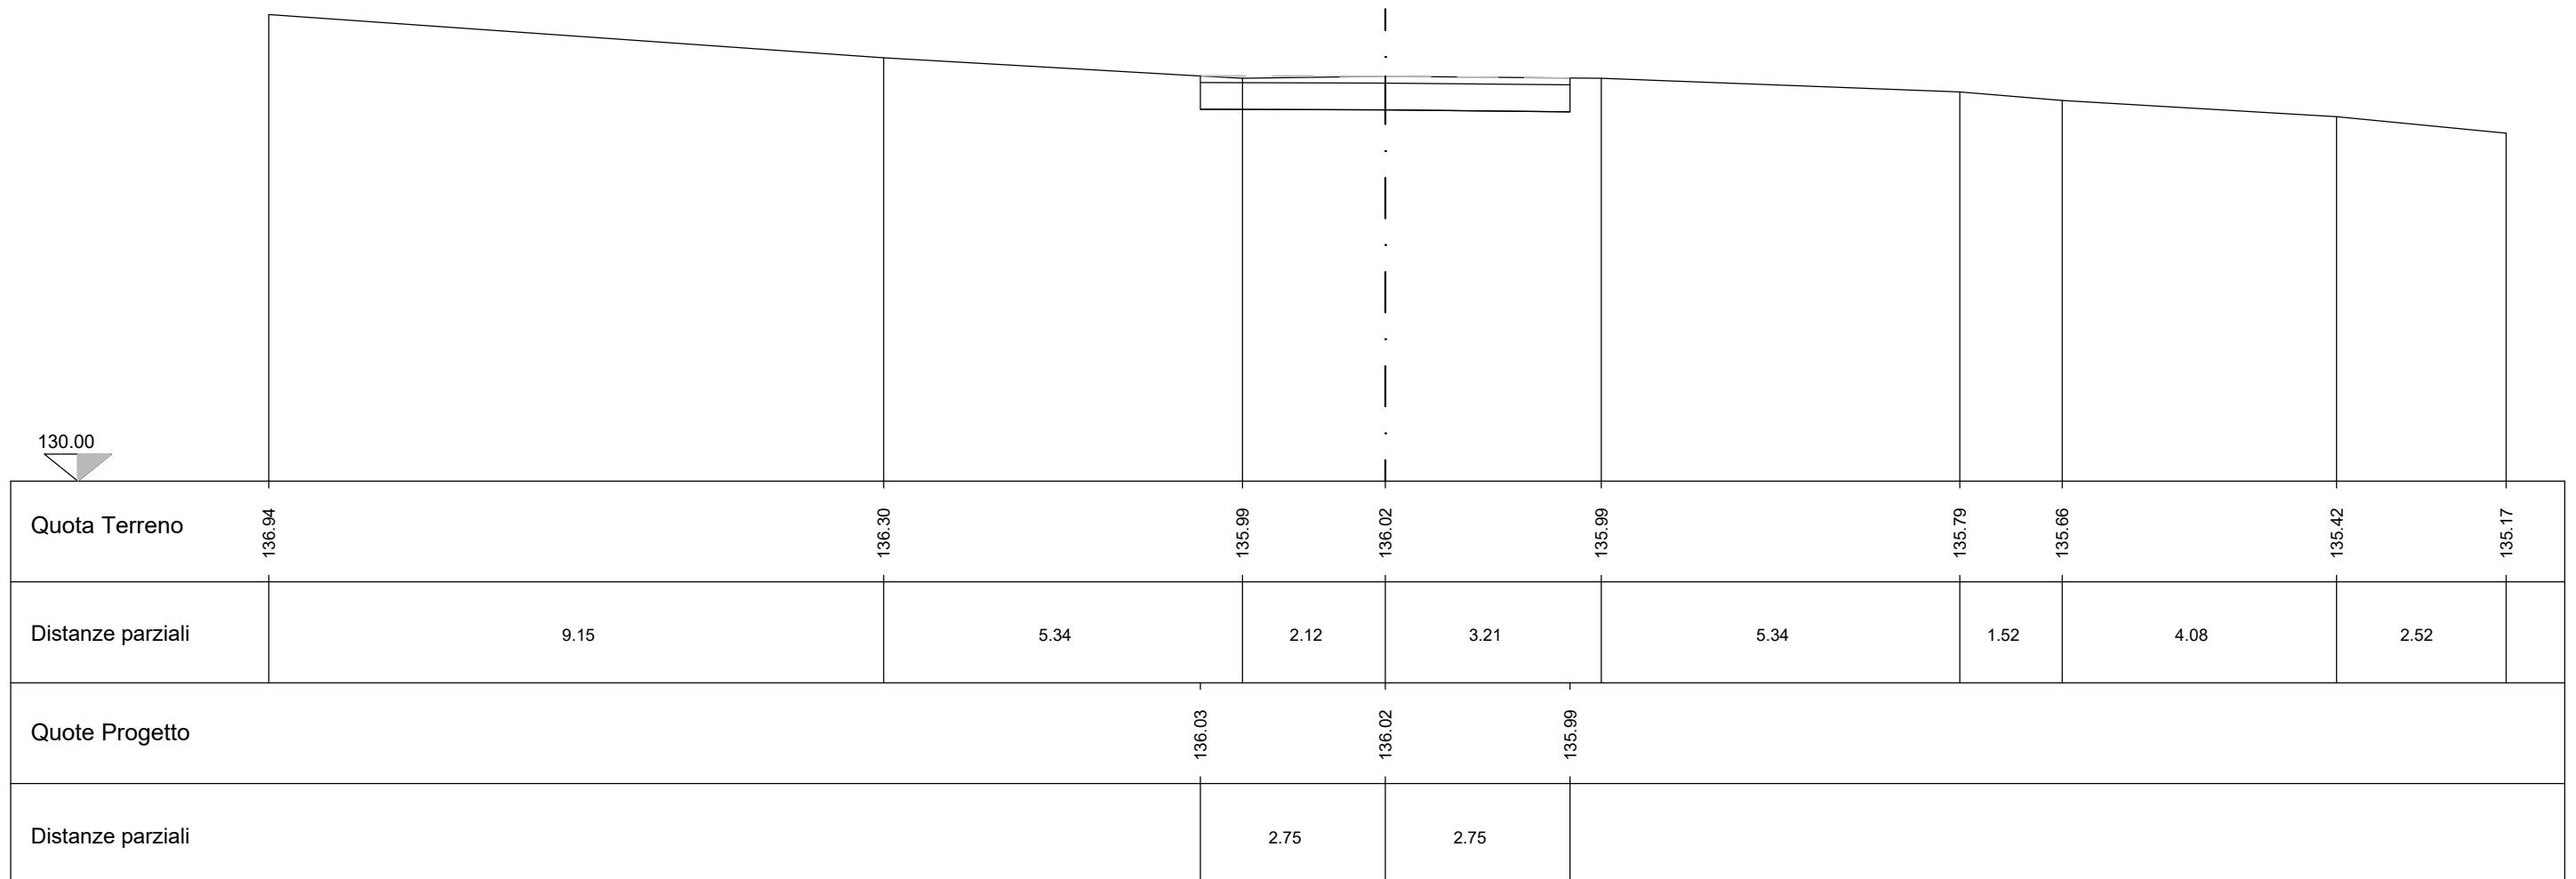 130.00
Quota Terreno 136.94 136.30 135.99 136.02 135.99 135.79 135.66 135.42 135.17
Distanze parziali 9.15 5.34 2.12 3.21 5.34 1.52 4.08 2.52
Quote Progetto 136.03 136.02 135.99
Distanze parziali 2.75 2.75